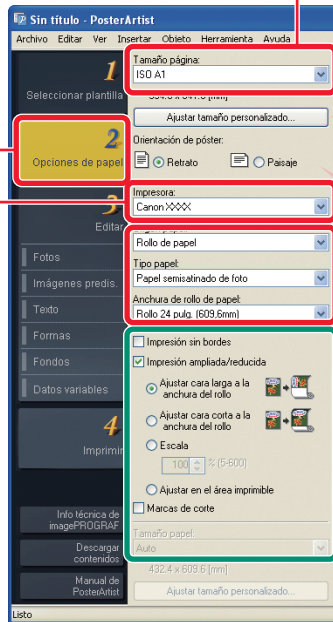 Sin título - PosterArtist
Archivo Editar Ver Insertar Objeto Herramienta Ayuda
1
Seleccionar plantilla
2
Opciones de papel
3
Editar
Fotos
Imágenes predis.
Texto
Formas
Fondos
Datos variables
4
Imprimir
Info técnica de
imagePROGRAF
Descargar
contenidos
Manual de
PosterArtist
Tamaño página:
ISO A1
Ajustar tamaño personalizado...
Orientación de póster:
Retrato Paisaje
Impresora:
Canon XXXX
Rollo de papel
Tipo papel:
Papel semisatinado de foto
Anchura de rollo de papel:
Rollo 24 pulg. (609.6mm)
Impresión sin bordes
Impresión ampliada/reducida
Ajustar cara larga a la
anchura del rollo
Ajustar cara corta a la
anchura del rollo
Escala
100 % (5-600)
Ajustar en el área imprimible
Marcas de corte
Tamaño papel:
Auto
432.4 x 609.6 [mm]
Ajustar tamaño personalizado...
Listo